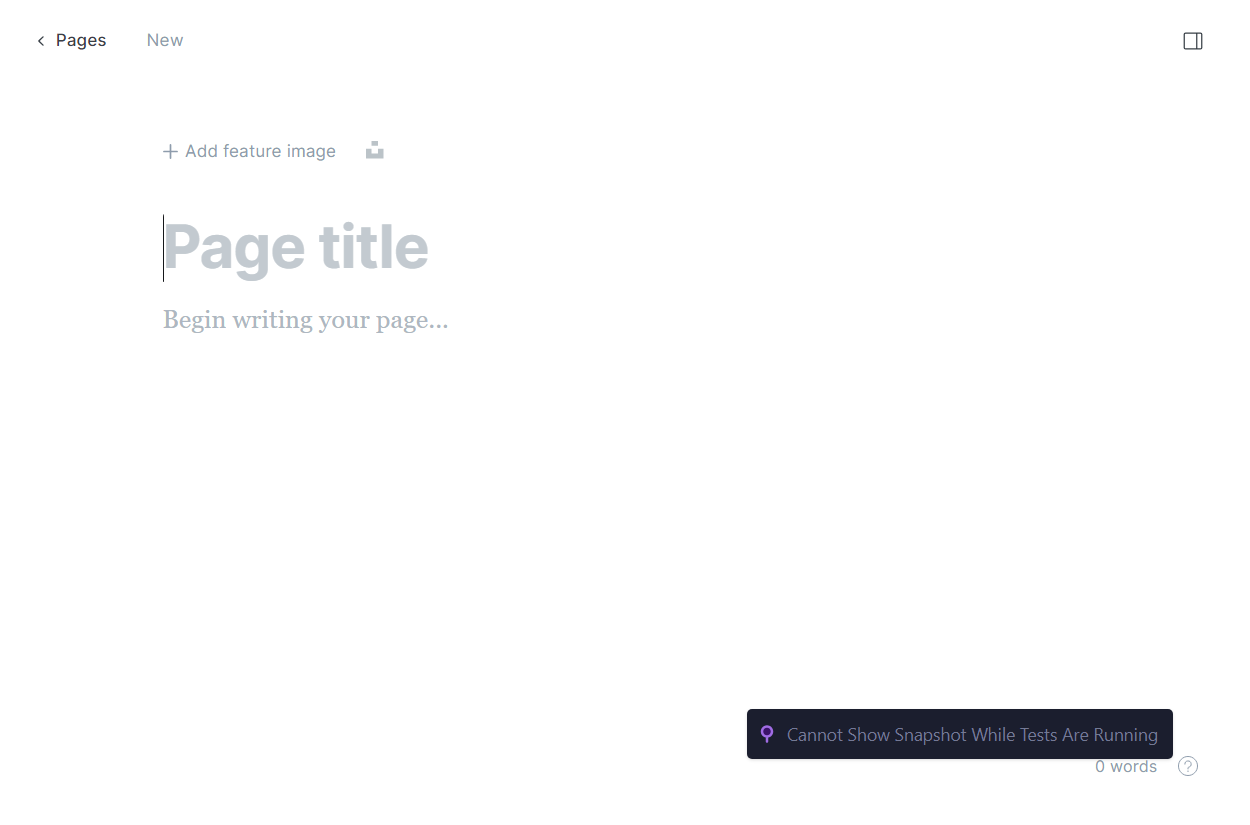 Pages New
Add feature image
Page title
Begin writing your page...
Cannot Show Snapshot While Tests Are Running
0 words ?